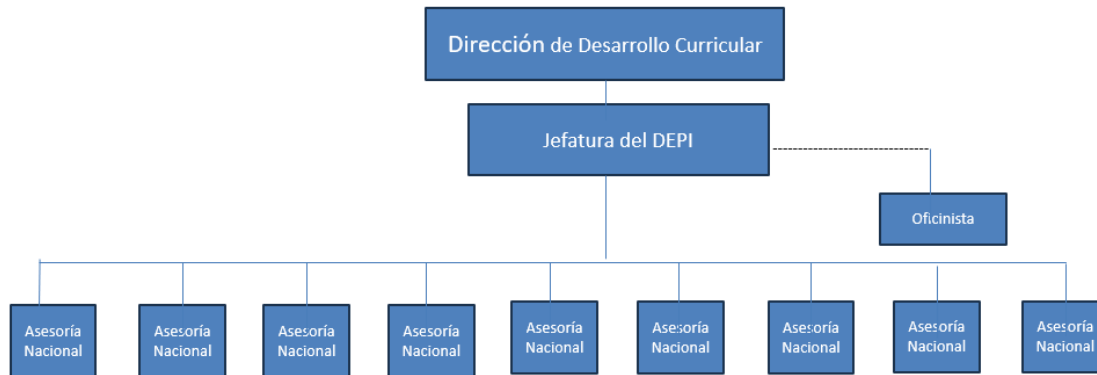 Dirección de Desarrollo Curricular
Jefatura del DEPI
Oficinista
Asesoría
Nacional
Asesoría
Nacional
Asesoría
Nacional
Asesoría
Nacional
Asesoría
Nacional
Asesoría
Nacional
Asesoría
Nacional
Asesoría
Nacional
Asesoría
Nacional